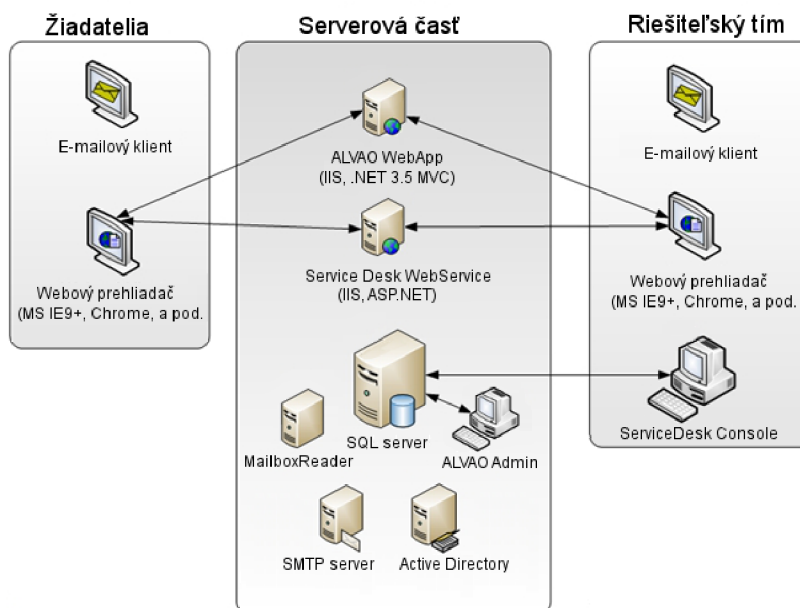 Žiadatelia
E-mailový klient
Webový prehliadač
(MS IE9+, Chrome, a pod.
Serverová časť
ALVAO WebApp
(IIS, .NET 3.5 MVC)
Service Desk WebService
(IIS, ASP.NET)
SQL server
MailboxReader
ALVAO Admin
SMTP server
Active Directory
Riešiteľský tím
E-mailový klient
Webový prehliadač
(MS IE9+, Chrome, a pod.
ServiceDesk Console